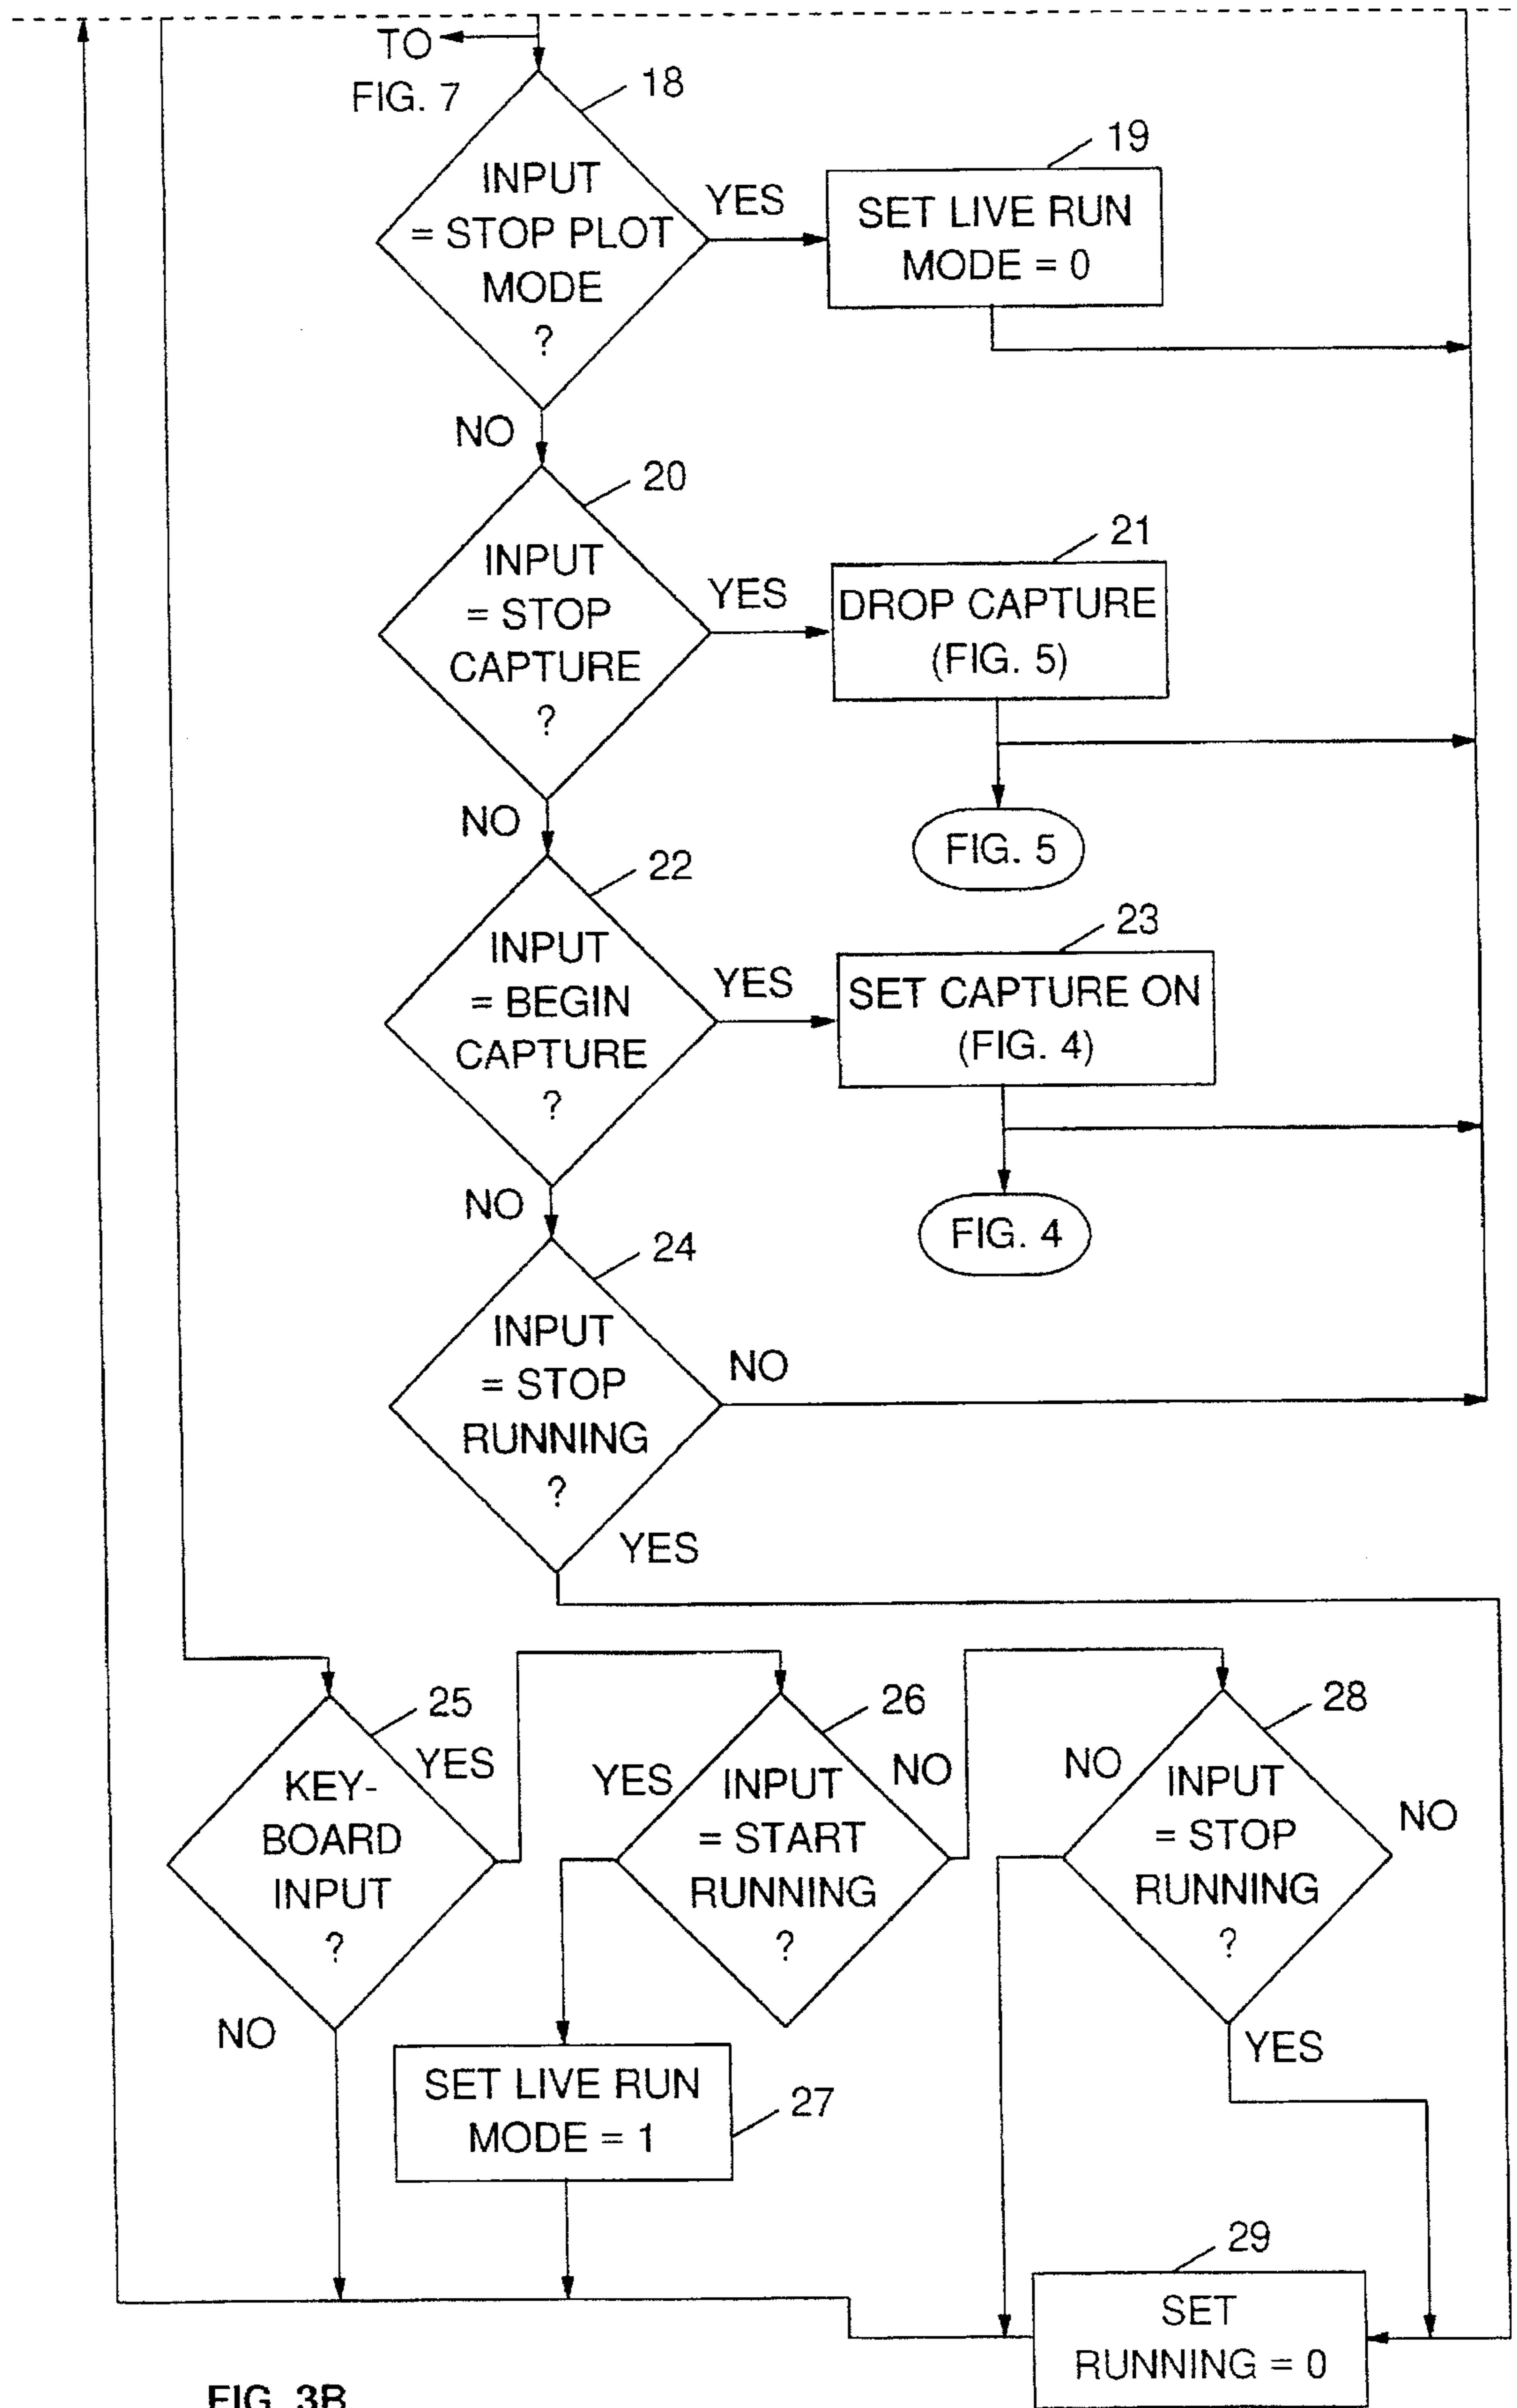 TO
FIG. 7
18
INPUT
= STOP PLOT
MODE
?
YES
19
SET LIVE RUN
MODE = 0
NO
20
INPUT
= STOP
CAPTURE
?
YES
21
DROP CAPTURE
(FIG. 5)
FIG. 5
NO
22
INPUT
= BEGIN
CAPTURE
?
YES
23
SET CAPTURE ON
(FIG. 4)
FIG. 4
NO
24
INPUT
= STOP
RUNNING
?
NO
YES
25
KEY-
BOARD
INPUT
?
YES
NO
26
INPUT
= START
RUNNING
?
YES
NO
27
SET LIVE RUN
MODE = 1
28
INPUT
= STOP
RUNNING
?
NO
NO
YES
29
SET
RUNNING = 0
FIG. 3B